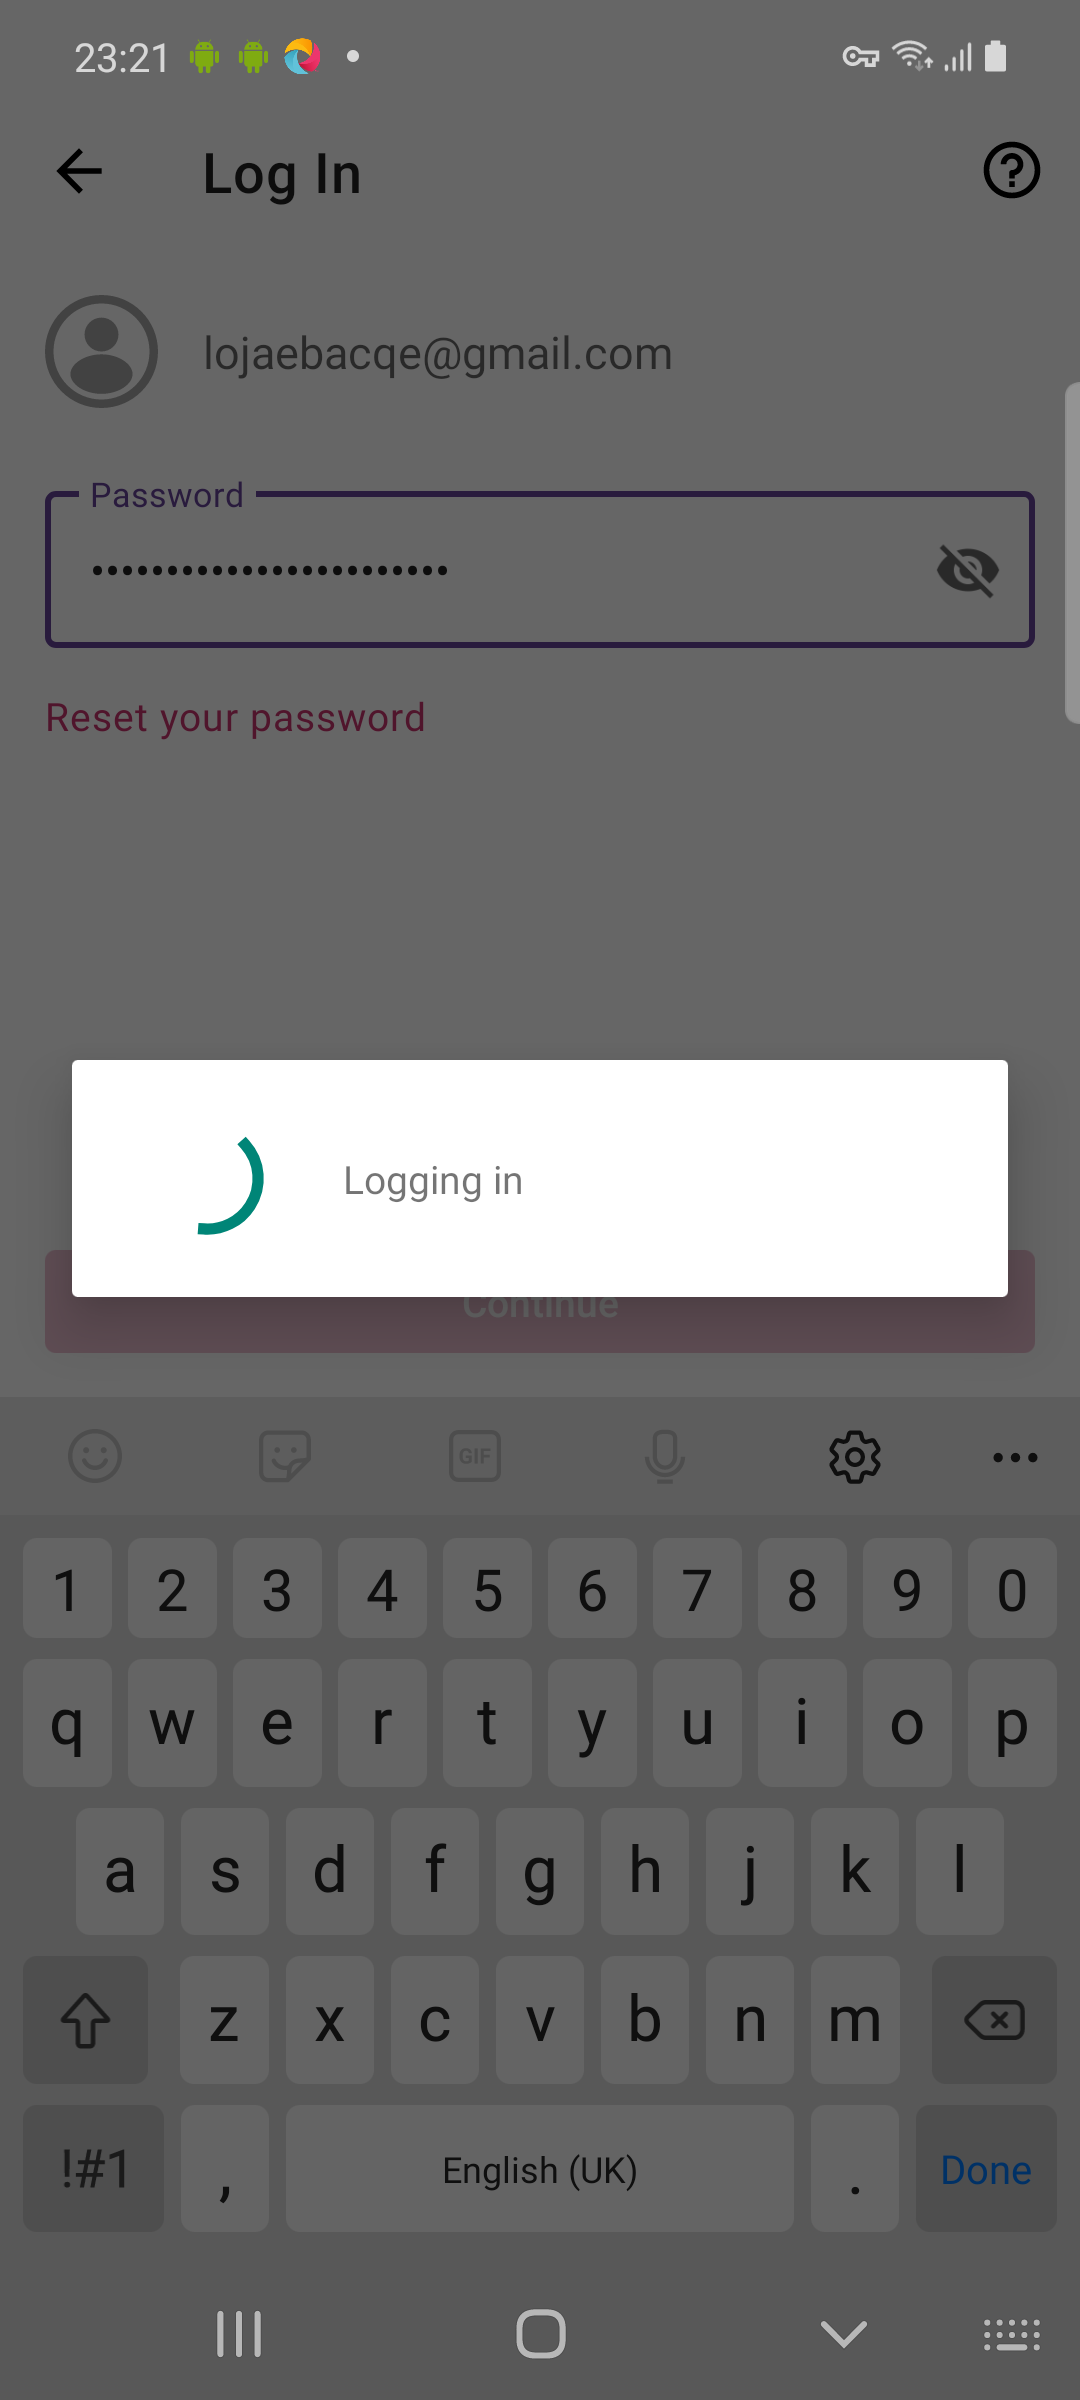 23:21
Log In
lojaebacqe@gmail.com
Password
••••••••••••••••••••••••
Reset your password
Logging in
Continue
GIF
1 2 3 4 5 6 7 8 9 0
q w e r t y u i o p
a s d f g h j k l
z x c v b n m
!#1 , English (UK) . Done